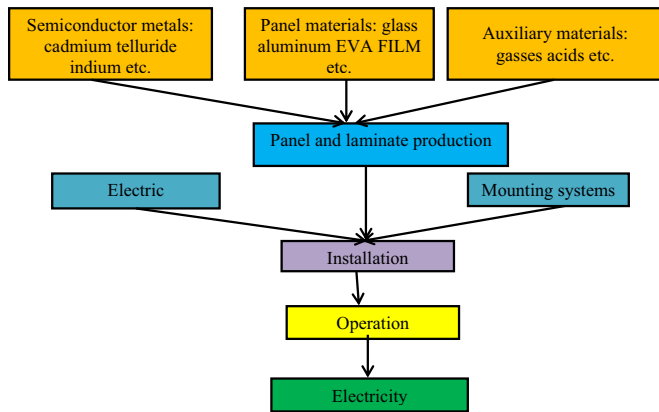 Semiconductor metals:
cadmium telluride
indium etc.
Panel materials: glass
aluminum EVA FILM
etc.
Auxiliary materials:
gasses acids etc.
Panel and laminate production
Electric
Mounting systems
Installation
Operation
Electricity